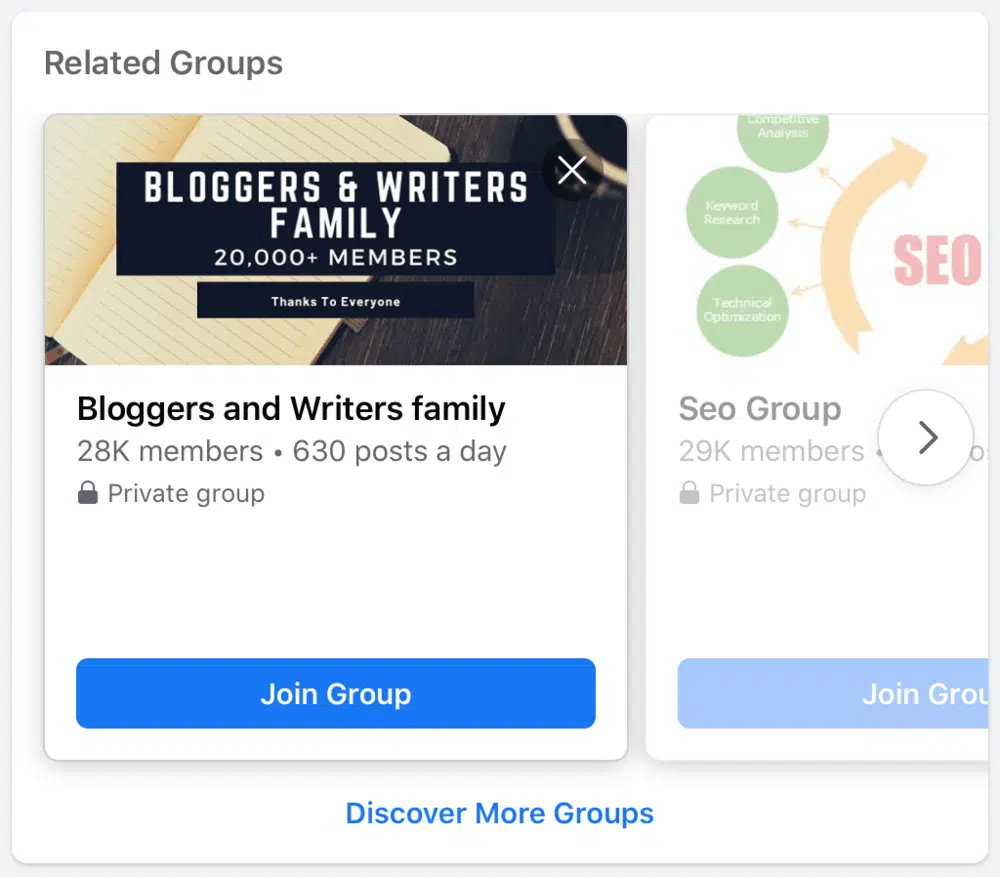 Related Groups
BLOGGERS & WRITERS
FAMILY
20,000+ MEMBERS
Thanks To Everyone
Bloggers and Writers family
28K members • 630 posts a day
Private group
Join Group
Competitive
Analysis
Keyword
Research
Technical
Optimization
SEO
Seo Group
29K members •
Private group
Join Grou
Discover More Groups